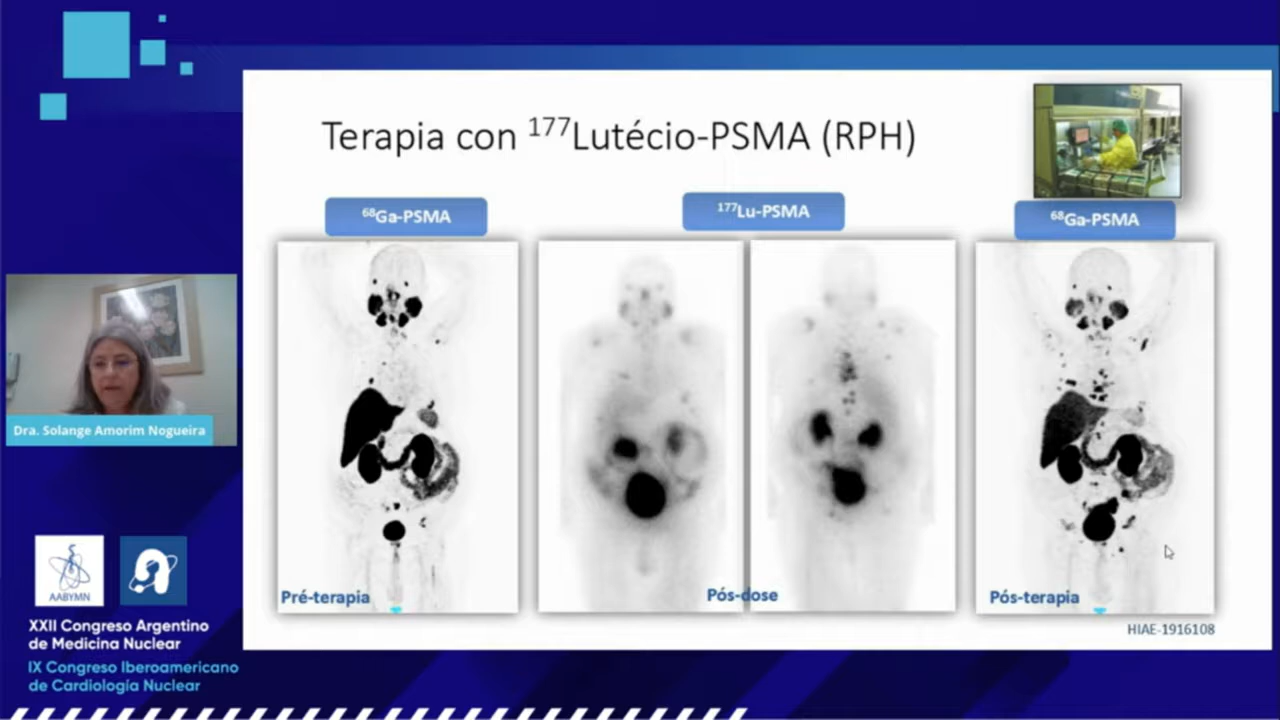 Terapia con ¹⁷⁷Lutécio-PSMA (RPH)
⁶⁸Ga-PSMA
¹⁷⁷Lu-PSMA
⁶⁸Ga-PSMA
Pré-terapia
Pós-dose
Pós-terapia
HIAE-1916108
Dra. Solange Amorim Nogueira
AABYMN
XXII Congreso Argentino
de Medicina Nuclear
IX Congreso Iberoamericano
de Cardiología Nuclear